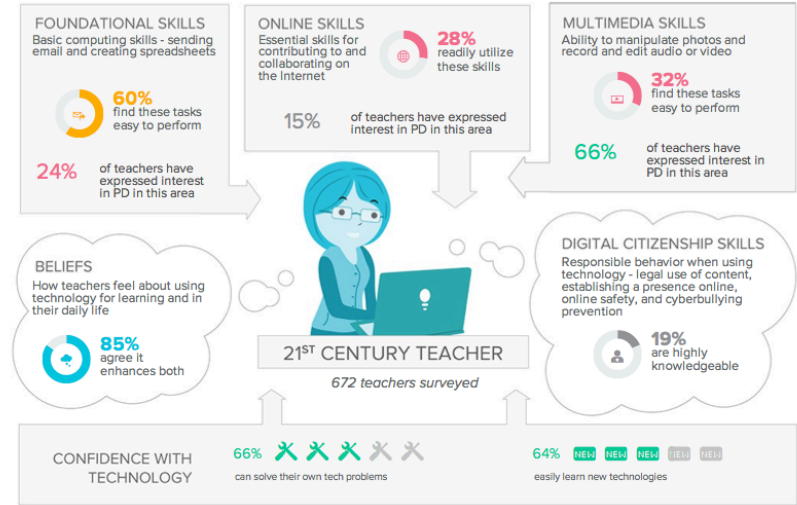 FOUNDATIONAL SKILLS
Basic computing skills - sending
email and creating spreadsheets
60%
find these tasks
easy to perform
24%
of teachers have
expressed interest
in PD in this area
ONLINE SKILLS
Essential skills for
contributing to and
collaborating on
the Internet
28%
readily utilize
these skills
15%
of teachers have expressed
interest in PD in this area
MULTIMEDIA SKILLS
Ability to manipulate photos and
record and edit audio or video
32%
find these tasks
easy to perform
66%
of teachers have
expressed interest in
PD in this area
BELIEFS
How teachers feel about using
technology for learning and in
their daily life
85%
agree it
enhances both
DIGITAL CITIZENSHIP SKILLS
Responsible behavior when using
technology - legal use of content,
establishing a presence online,
online safety, and cyberbullying
prevention
19%
are highly
knowledgeable
21ST CENTURY TEACHER
672 teachers surveyed
CONFIDENCE WITH
TECHNOLOGY
66%
can solve their own tech problems
64% NEW NEW NEW NEW NEW
easily learn new technologies